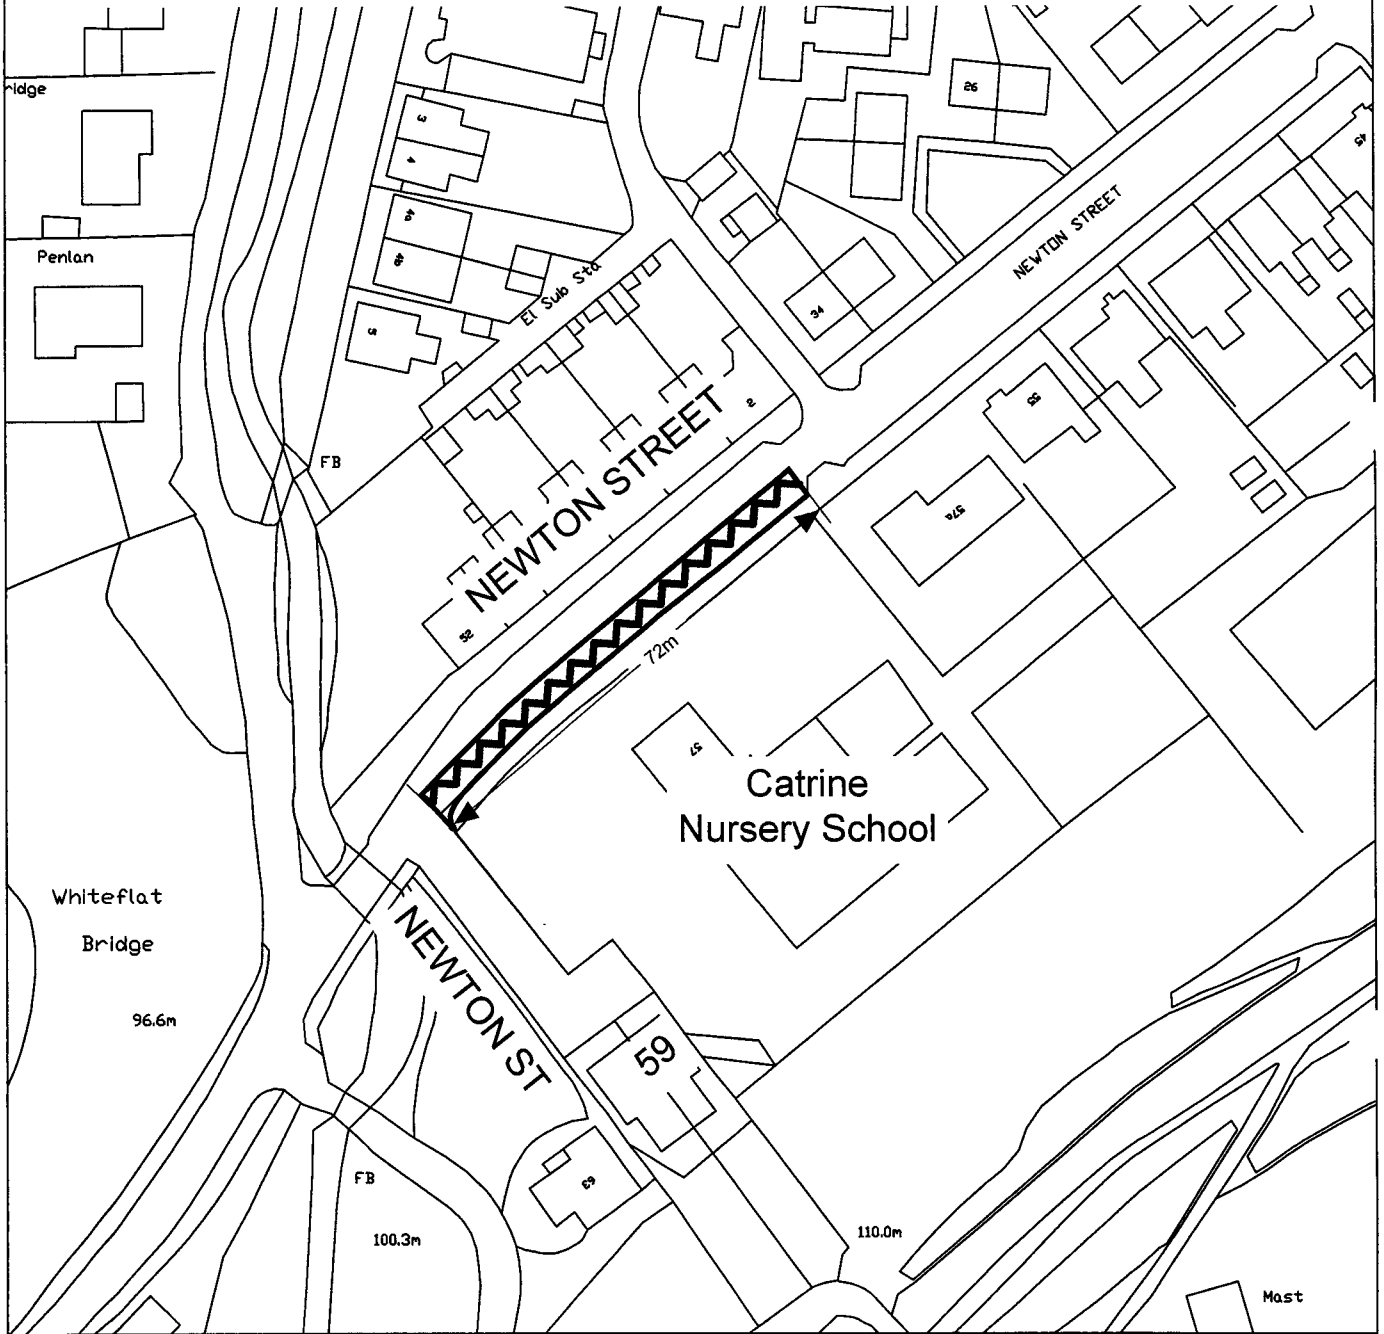 ridge
26
3
4
45
4a
NEWTON STREET
Penlan
4b
El Sub Sta
34
5
2
55
NEWTON STREET
FB
57a
52
72m
57
Catrine
Nursery School
Whiteflat
Bridge
NEWTON ST
96.6m
59
FB
63
100.3m
110.0m
Mast